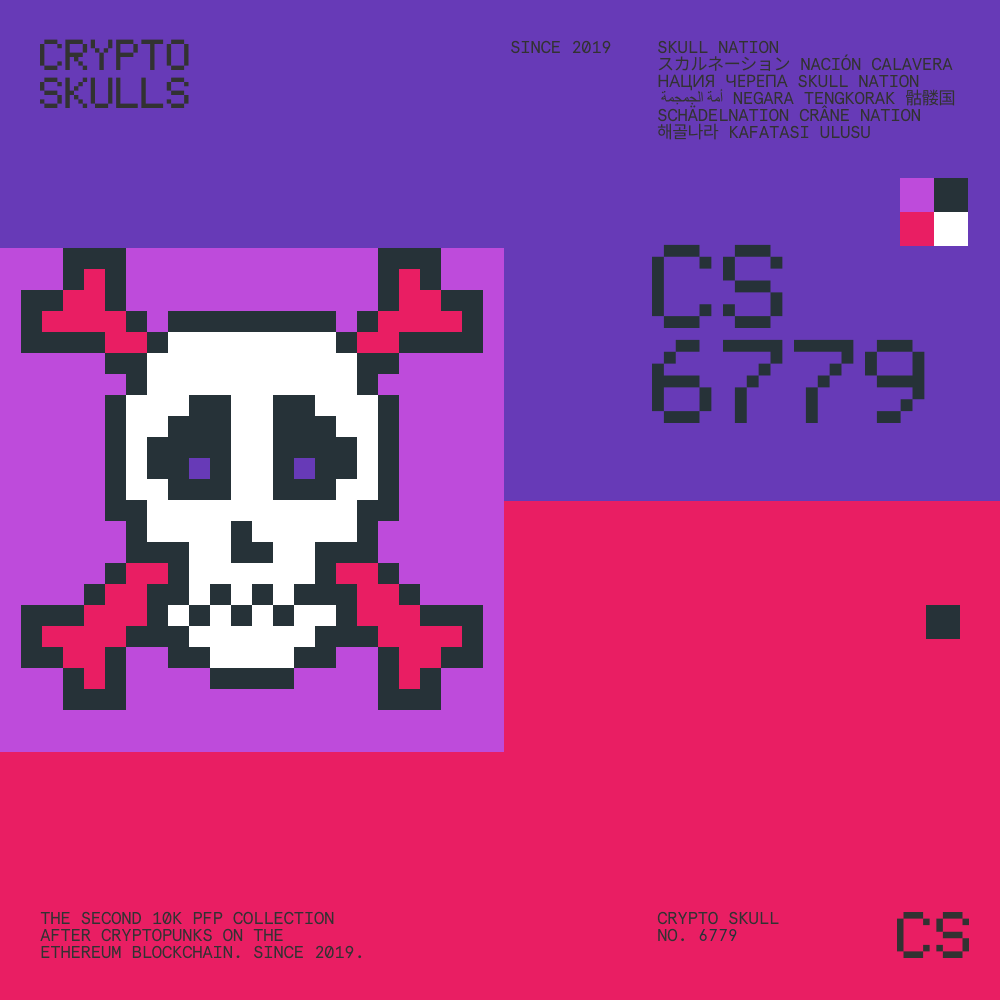 CRYPTO
SKULLS
SINCE 2019
SKULL NATION
スカルネーション NACIÓN CALAVERA
НАЦИЯ ЧЕРЕПА SKULL NATION
أمة الجمجمة NEGARA TENGKORAK 骷髅国
SCHÄDELNATION CRÂNE NATION
해골나라 KAFATASI ULUSU
CS
6779
THE SECOND 10K PFP COLLECTION
AFTER CRYPTOPUNKS ON THE
ETHEREUM BLOCKCHAIN. SINCE 2019.
CRYPTO SKULL
NO. 6779
CS